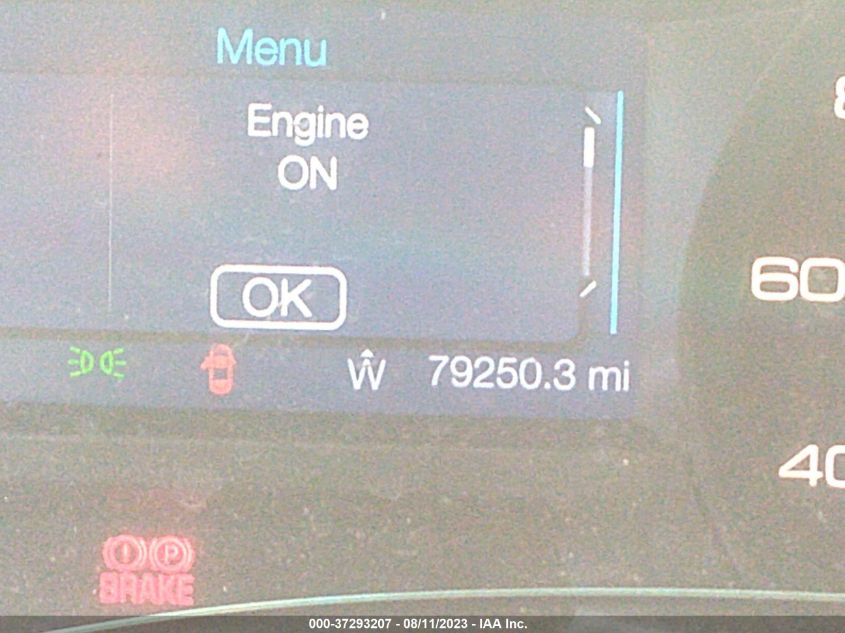 Menu
Engine
ON
OK
W 79250.3 mi
60
40
BRAKE
000-37293207 - 08/11/2023 - IAA Inc.